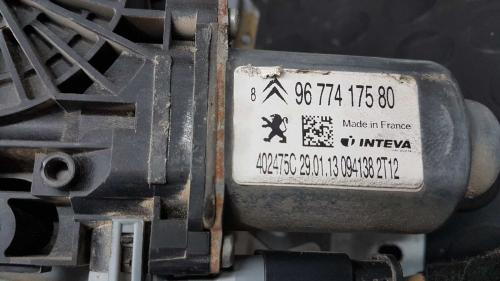 8 96 774 175 80
Made in France
INTEVA
402475C 29.01.13 094138 2T12